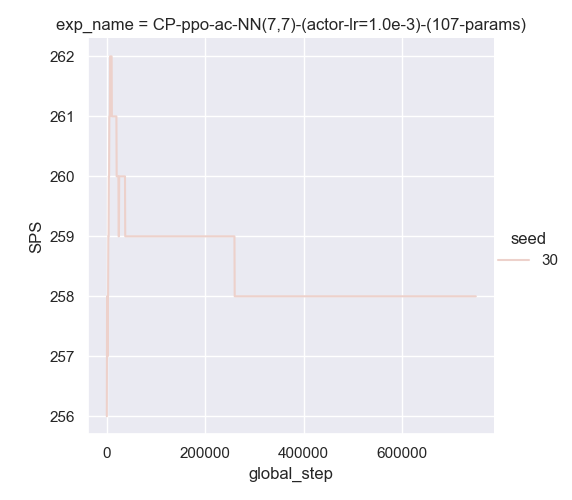 exp_name = CP-ppo-ac-NN(7,7)-(actor-lr=1.0e-3)-(107-params)
262
261
260
259
258
257
256
SPS
0 200000 400000 600000
global_step
seed
30